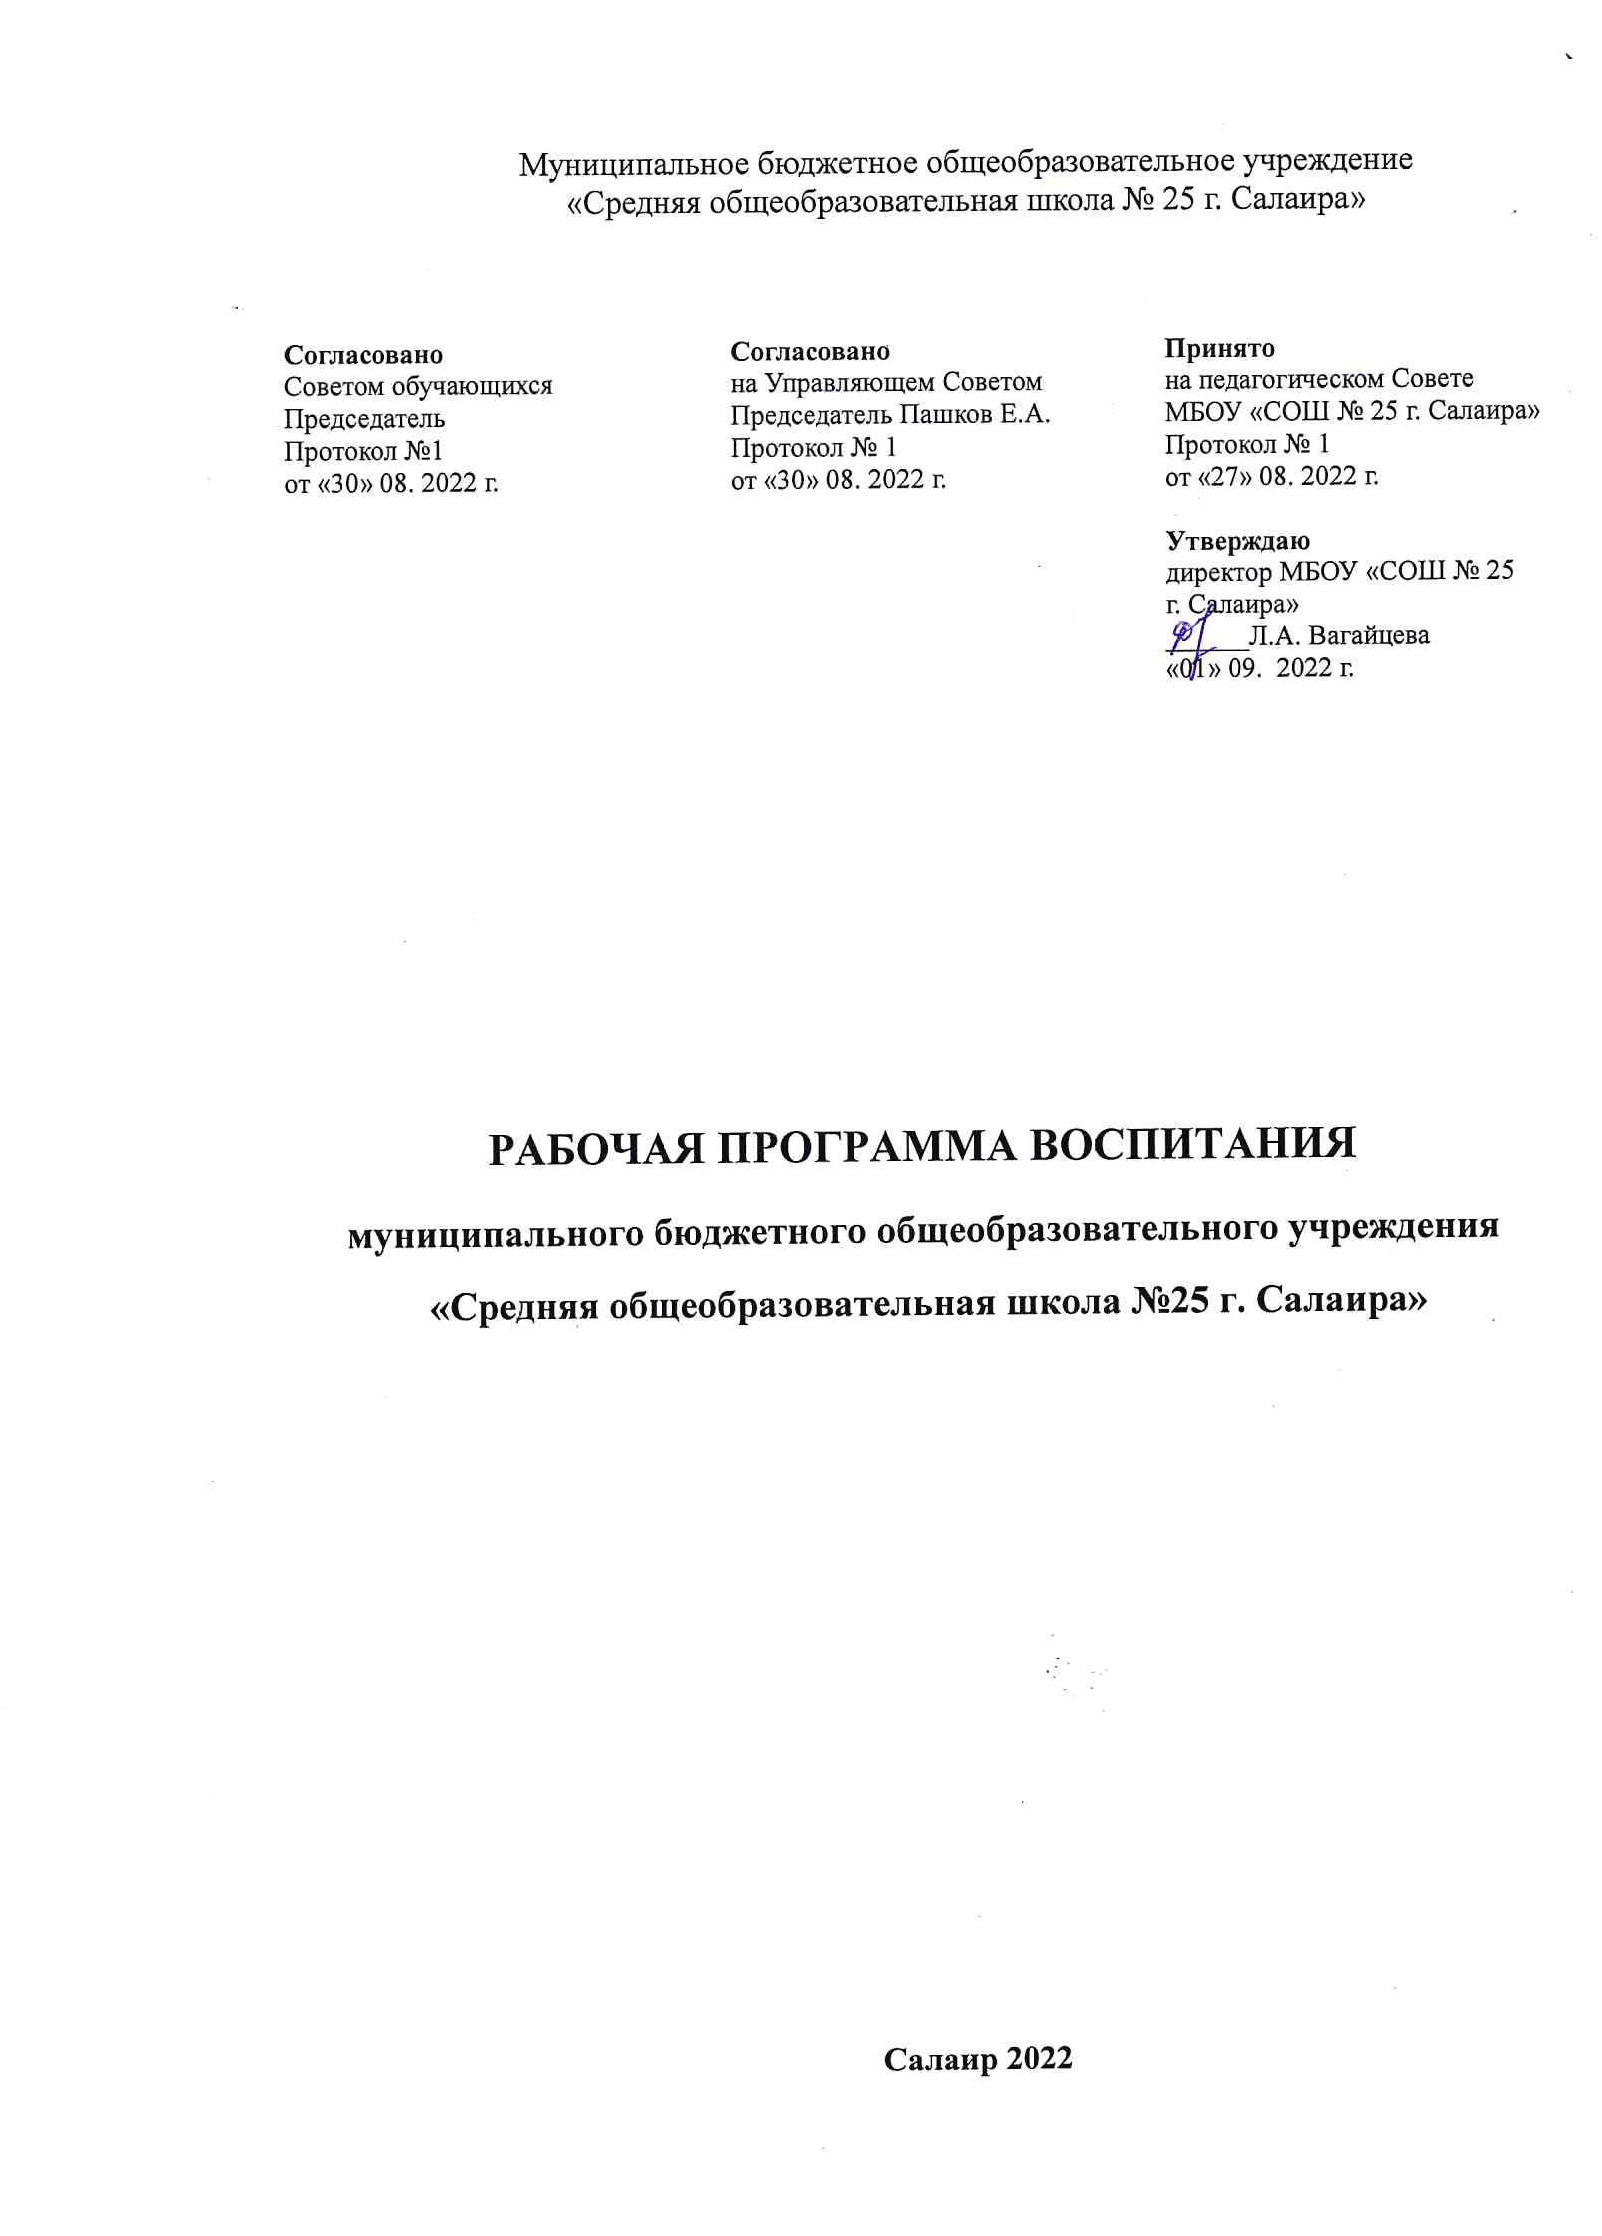 Муниципальное бюджетное общеобразовательное учреждение
«Средняя общеобразовательная школа № 25 г. Салаира»
Согласовано
Советом обучающихся
Председатель
Протокол №1
от «30» 08. 2022 г.
Согласовано
на Управляющем Советом
Председатель Пашков Е.А.
Протокол № 1
от «30» 08. 2022 г.
Принято
на педагогическом Совете
МБОУ «СОШ № 25 г. Салаира»
Протокол № 1
от «27» 08. 2022 г.
Утверждаю
директор МБОУ «СОШ № 25
г. Салаира»
______Л.А. Вагайцева
«01» 09. 2022 г.
РАБОЧАЯ ПРОГРАММА ВОСПИТАНИЯ
муниципального бюджетного общеобразовательного учреждения
«Средняя общеобразовательная школа №25 г. Салаира»
Салаир 2022